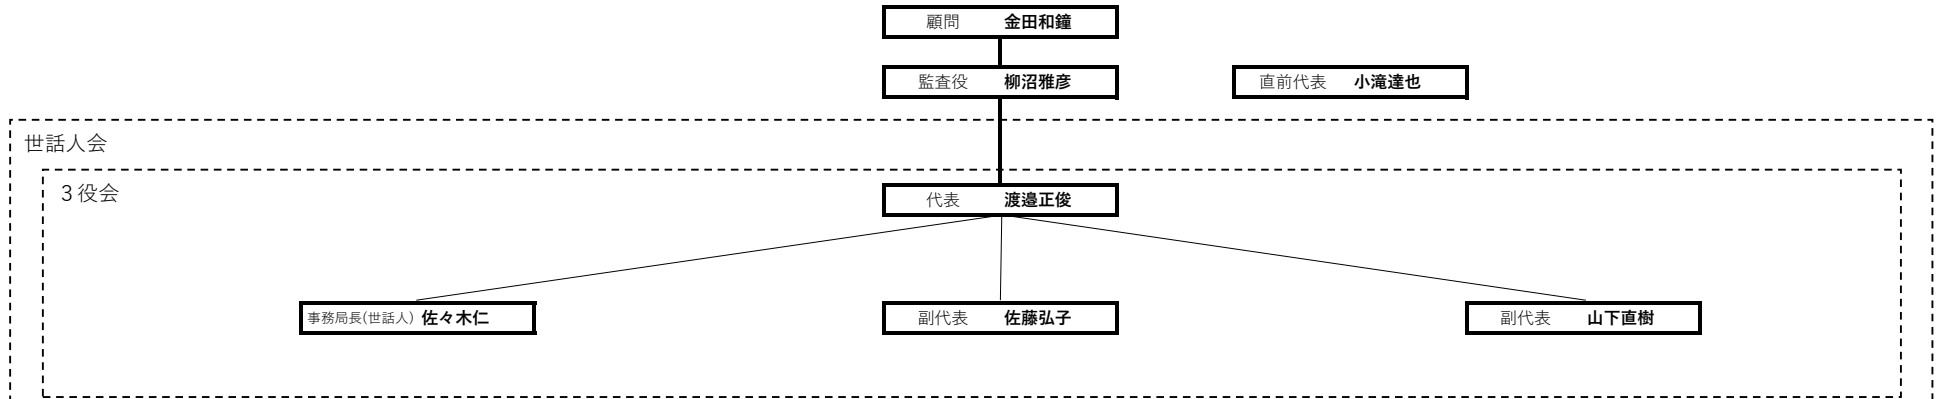 顧問 金田和鐘
監査役 柳沼雅彦
直前代表 小滝達也
世話人会
3役会
代表 渡邉正俊
事務局長(世話人) 佐々木仁
副代表 佐藤弘子
副代表 山下直樹